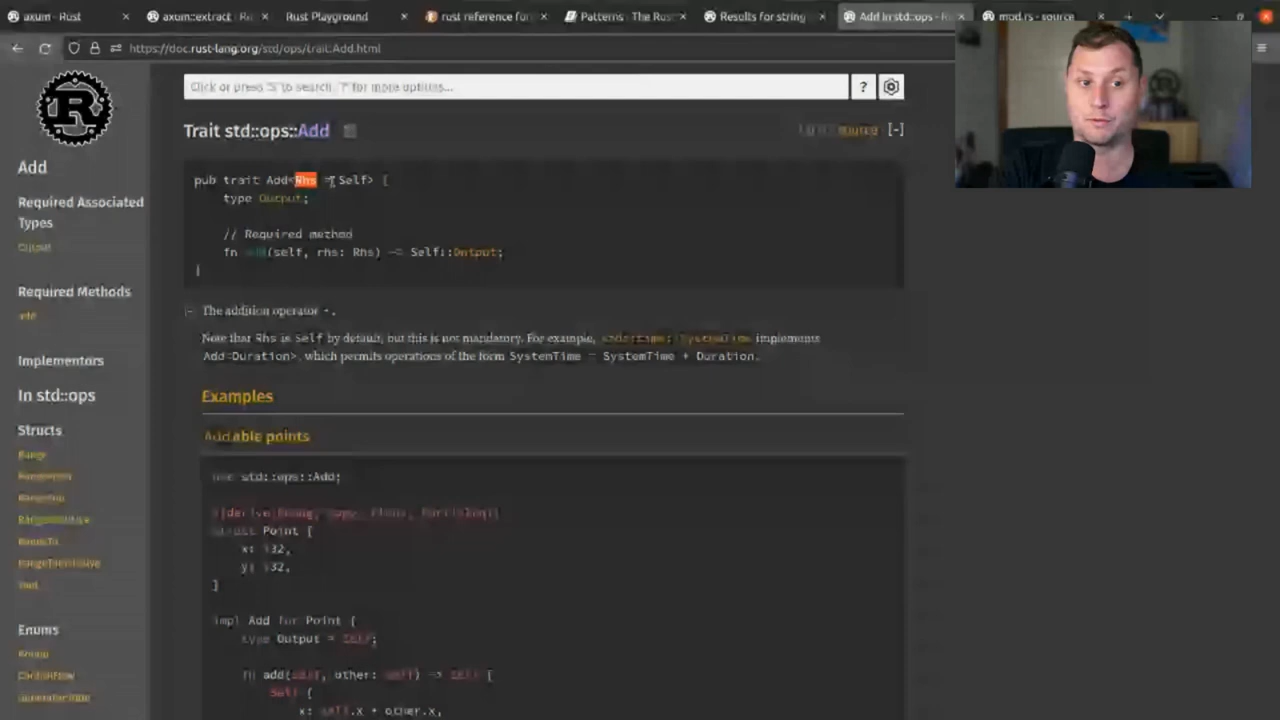 axum - Rust
axum::extract - R
Rust Playground
rust reference for
Patterns - The Rus
Results for string
Add in std::ops - R
mod.rs - source
https://doc.rust-lang.org/std/ops/trait.Add.html
Click or press 'S' to search, '?' for more options…
?
Trait std::ops::Add
source [-]
pub trait Add<Rhs = Self> {
type Output;
// Required method
fn add(self, rhs: Rhs) -> Self::Output;
}
[-] The addition operator +.
Note that Rhs is Self by default, but this is not mandatory. For example, std::time::SystemTime implements
Add<Duration>, which permits operations of the form SystemTime = SystemTime + Duration.
Examples
Addable points
use std::ops::Add;
#[derive(Debug, Copy, Clone, PartialEq)]
struct Point {
x: i32,
y: i32,
}
impl Add for Point {
type Output = Self;
fn add(self, other: Self) -> Self {
Self {
x: self.x + other.x,
Add
Required Associated
Types
Output
Required Methods
add
Implementors
In std::ops
Structs
Range
RangeFrom
RangeFull
RangeInclusive
RangeTo
RangeToInclusive
Yeet
Enums
Bound
ControlFlow
GeneratorState